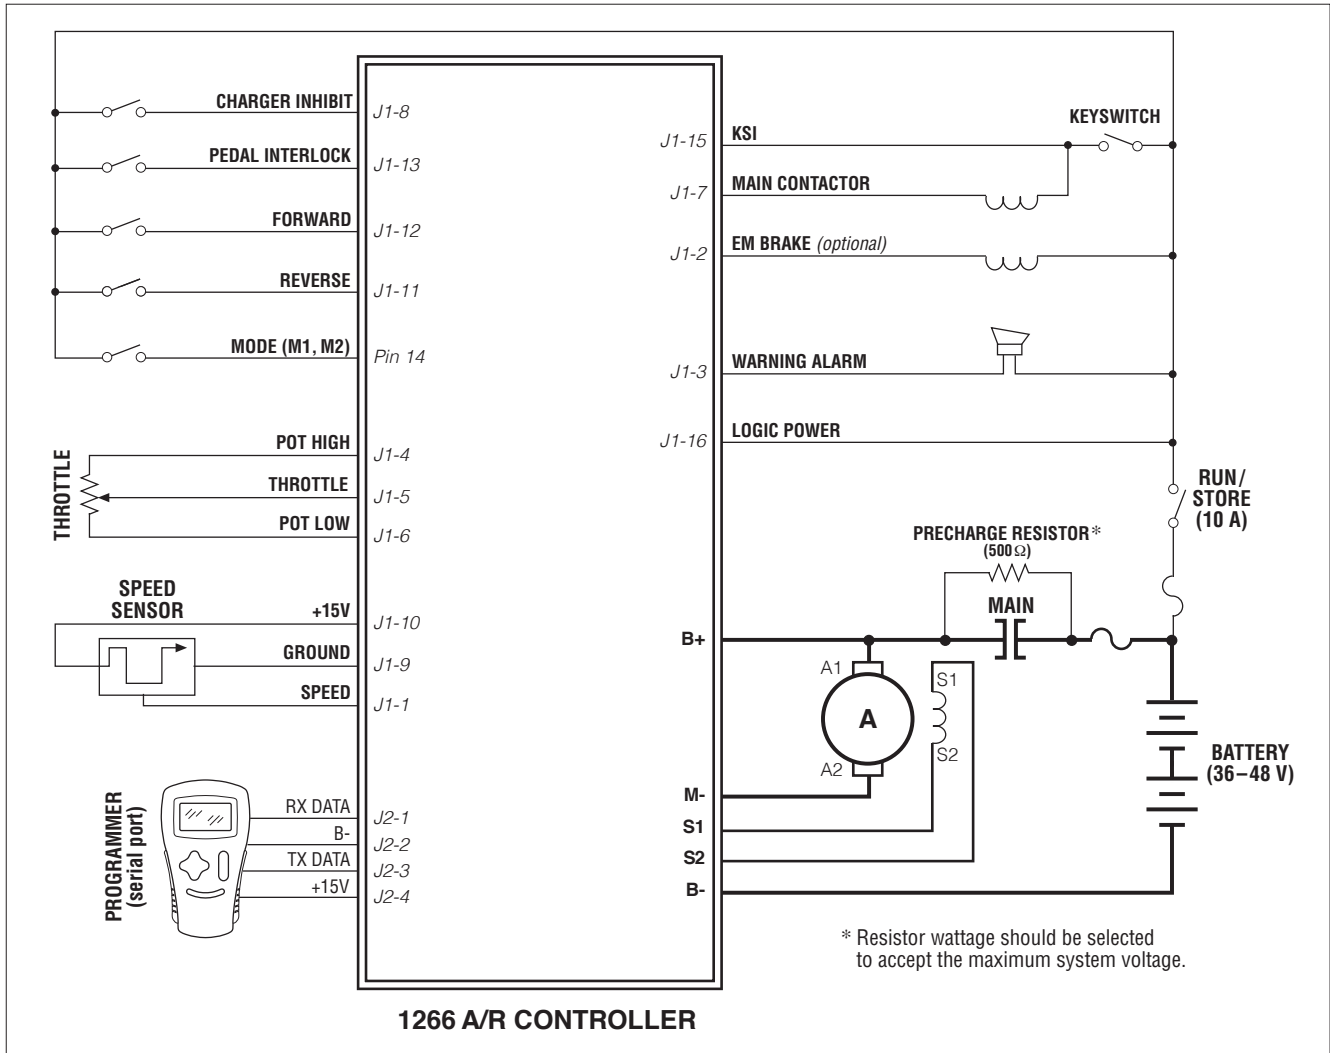 CHARGER INHIBIT
J1-8
PEDAL INTERLOCK
J1-13
FORWARD
J1-12
REVERSE
J1-11
MODE (M1, M2)
Pin 14
THROTTLE
POT HIGH
J1-4
THROTTLE
J1-5
POT LOW
J1-6
SPEED
SENSOR
+15V
J1-10
GROUND
J1-9
SPEED
J1-1
PROGRAMMER
(serial port)
RX DATA
J2-1
B-
J2-2
TX DATA
J2-3
+15V
J2-4
J1-15
KSI
KEYSWITCH
J1-7
MAIN CONTACTOR
J1-2
EM BRAKE (optional)
J1-3
WARNING ALARM
J1-16
LOGIC POWER
RUN/
STORE
(10 A)
PRECHARGE RESISTOR*
(500Ω)
MAIN
B+
A1
A
A2
S1
S2
M-
S1
S2
B-
BATTERY
(36–48 V)
* Resistor wattage should be selected
to accept the maximum system voltage.
1266 A/R CONTROLLER